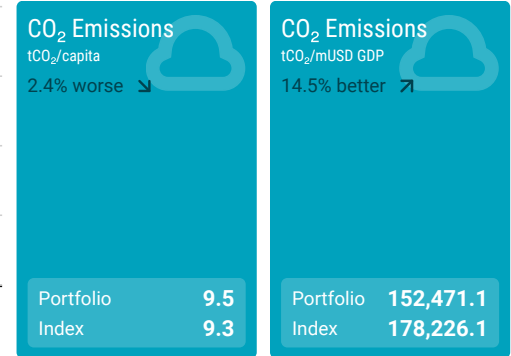 CO₂ Emissions
tCO₂/capita
2.4% worse
Portfolio 9.5
Index 9.3
CO₂ Emissions
tCO₂/mUSD GDP
14.5% better
Portfolio 152,471.1
Index 178,226.1